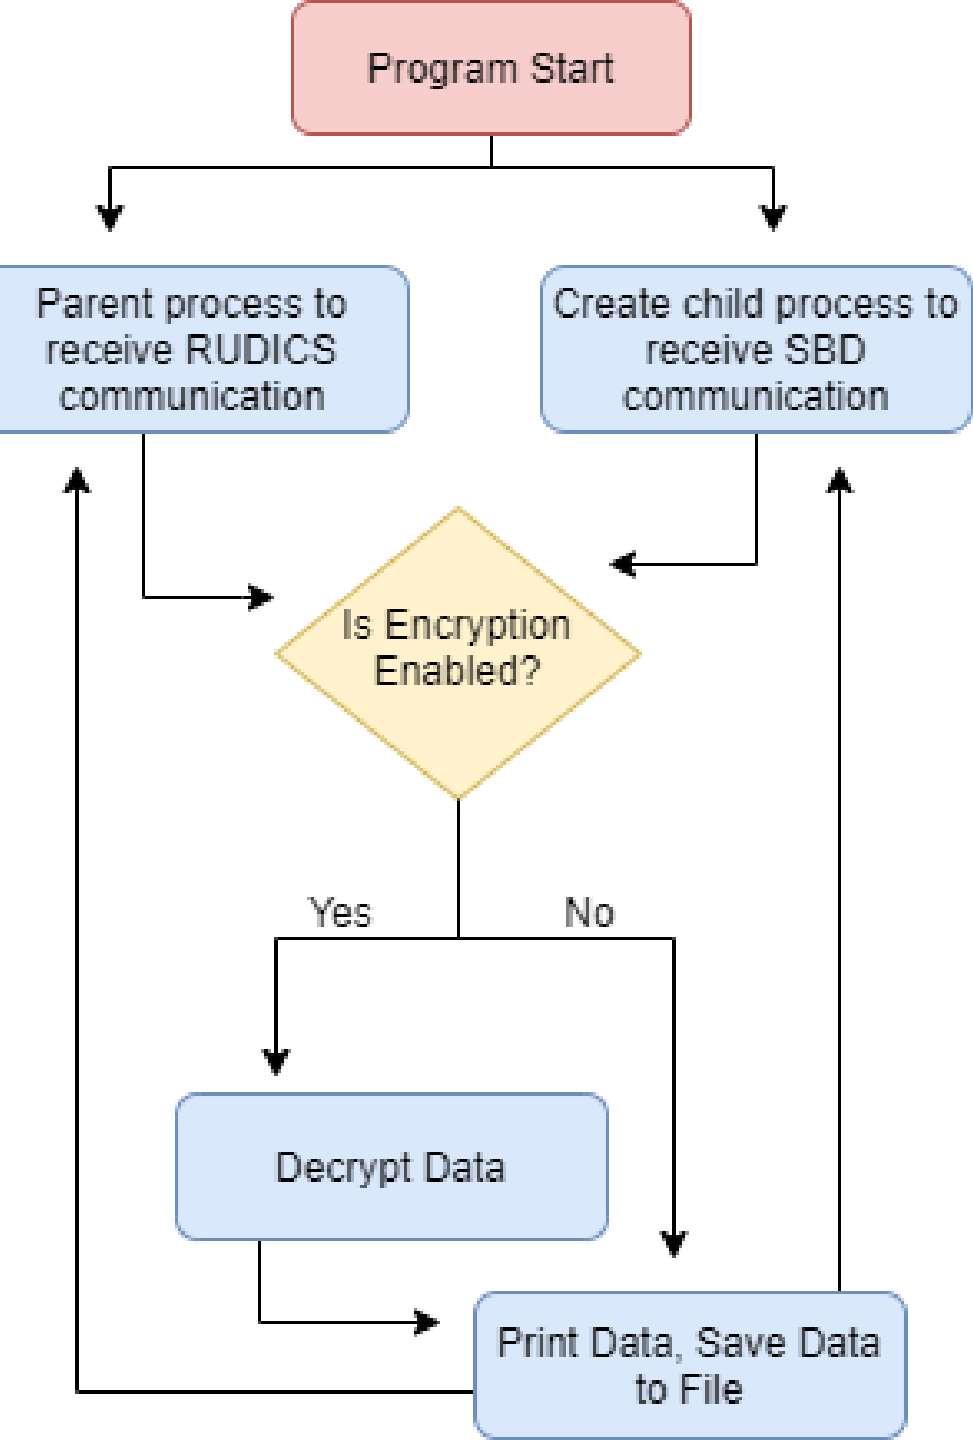 Program Start
Parent process to
receive RUDICS
communication
Create child process to
receive SBD
communication
Is Encryption
Enabled?
Yes
No
Decrypt Data
Print Data, Save Data
to File